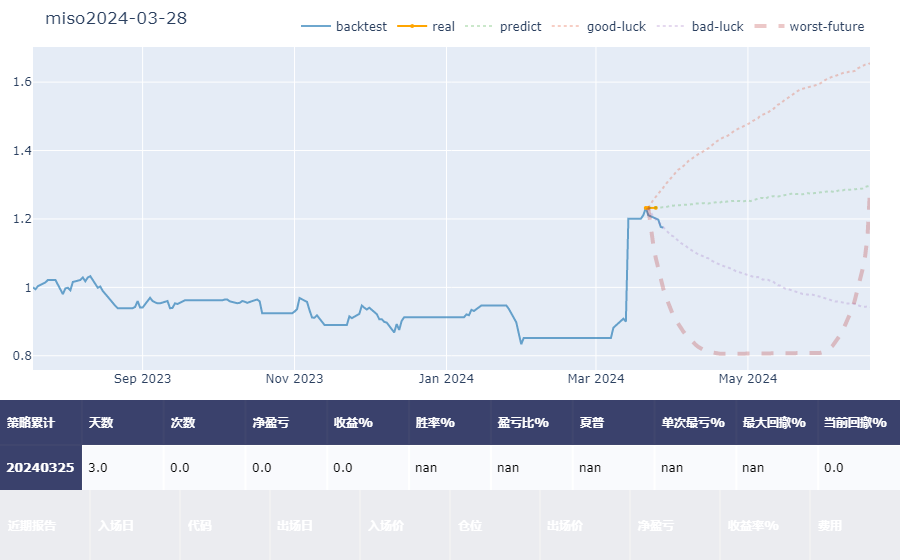 miso2024-03-28
backtest real predict good-luck bad-luck worst-future
1.6
1.4
1.2
1
0.8
Sep 2023 Nov 2023 Jan 2024 Mar 2024 May 2024
策略累计 天数 次数 净盈亏 收益% 胜率% 盈亏比% 夏普 单次最亏% 最大回撤% 当前回撤%
20240325 3.0 0.0 0.0 0.0 nan nan nan nan nan 0.0
近期报告 入场日 代码 出场日 入场价 仓位 出场价 净盈亏 收益率% 费用